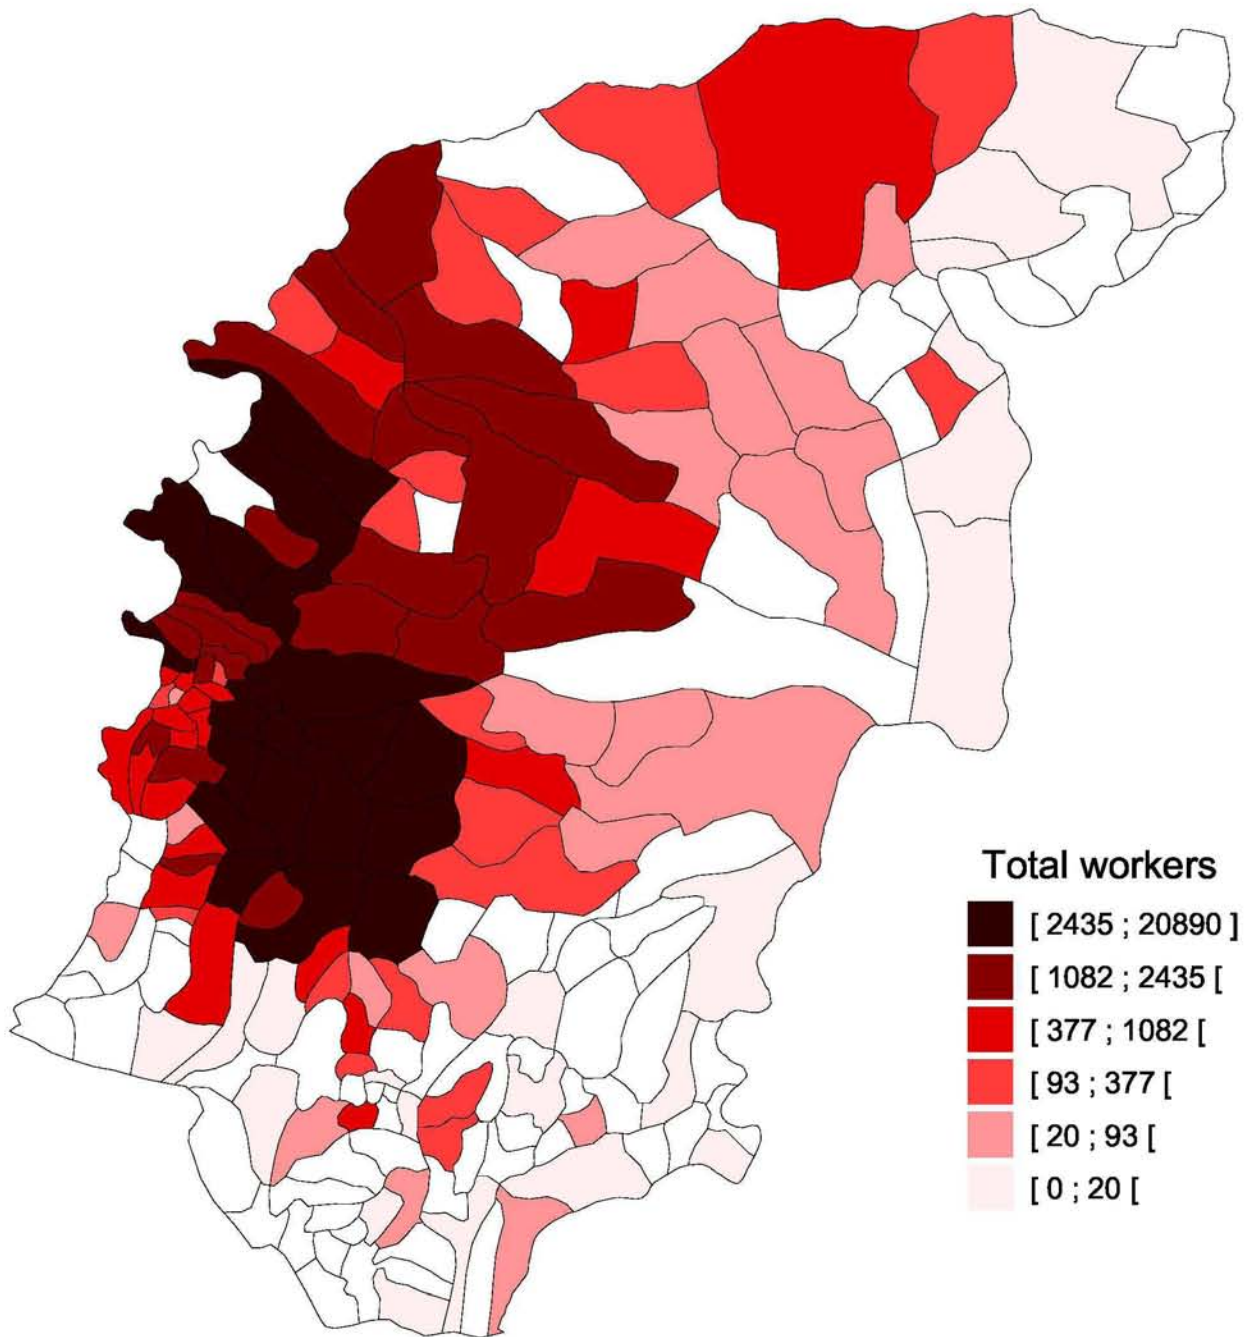 Total workers
[ 2435 ; 20890 ]
[ 1082 ; 2435 [
[ 377 ; 1082 [
[ 93 ; 377 [
[ 20 ; 93 [
[ 0 ; 20 [